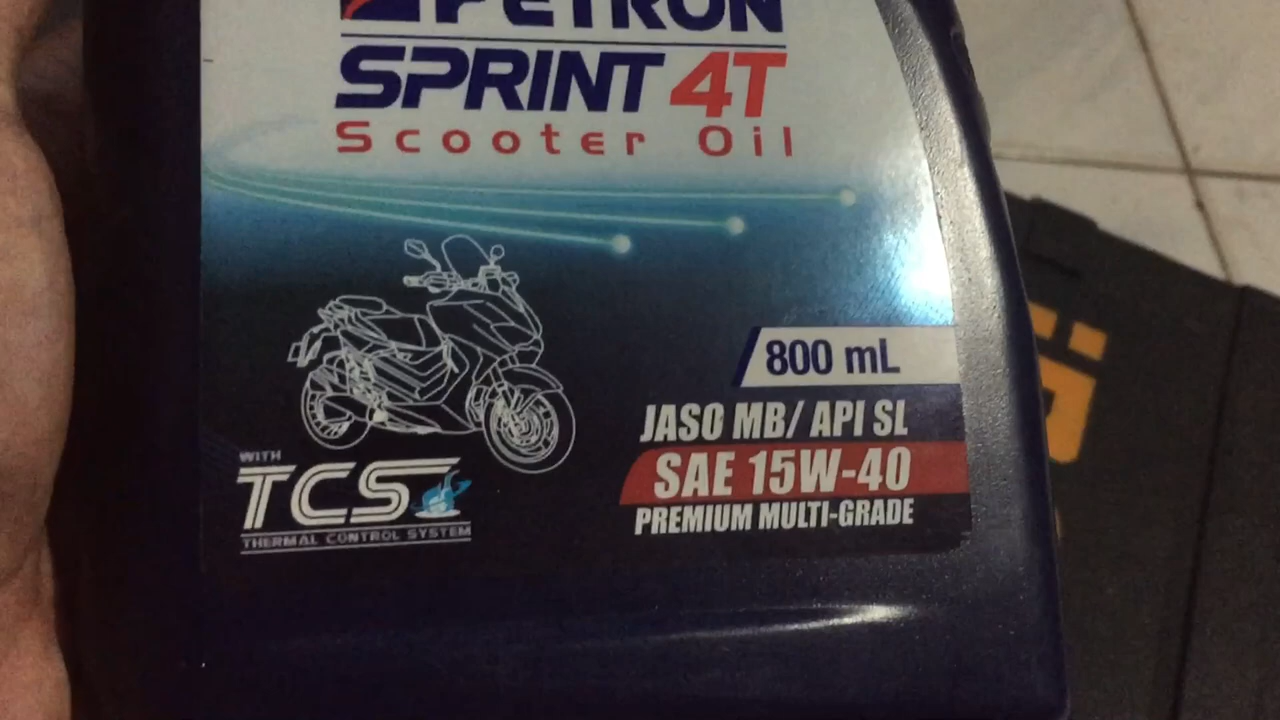 PETRON
SPRINT 4T
Scooter Oil
800 mL
JASO MB/ API SL
SAE 15W-40
PREMIUM MULTI-GRADE
WITH
TCS
THERMAL CONTROL SYSTEM